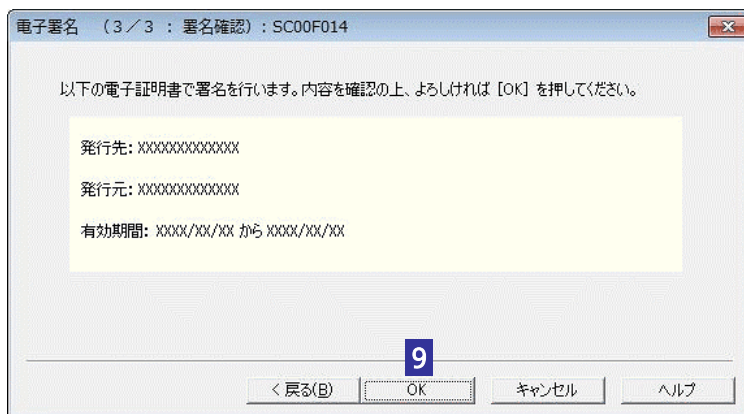 電子署名 （３／３ ： 署名確認）: SC00F014
以下の電子証明書で署名を行います。内容を確認の上、よろしければ［OK］を押してください。
発行先: XXXXXXXXXXXXX
発行元: XXXXXXXXXXXXX
有効期間: XXXX/XX/XX から XXXX/XX/XX
9
< 戻る(B) OK キャンセル ヘルプ